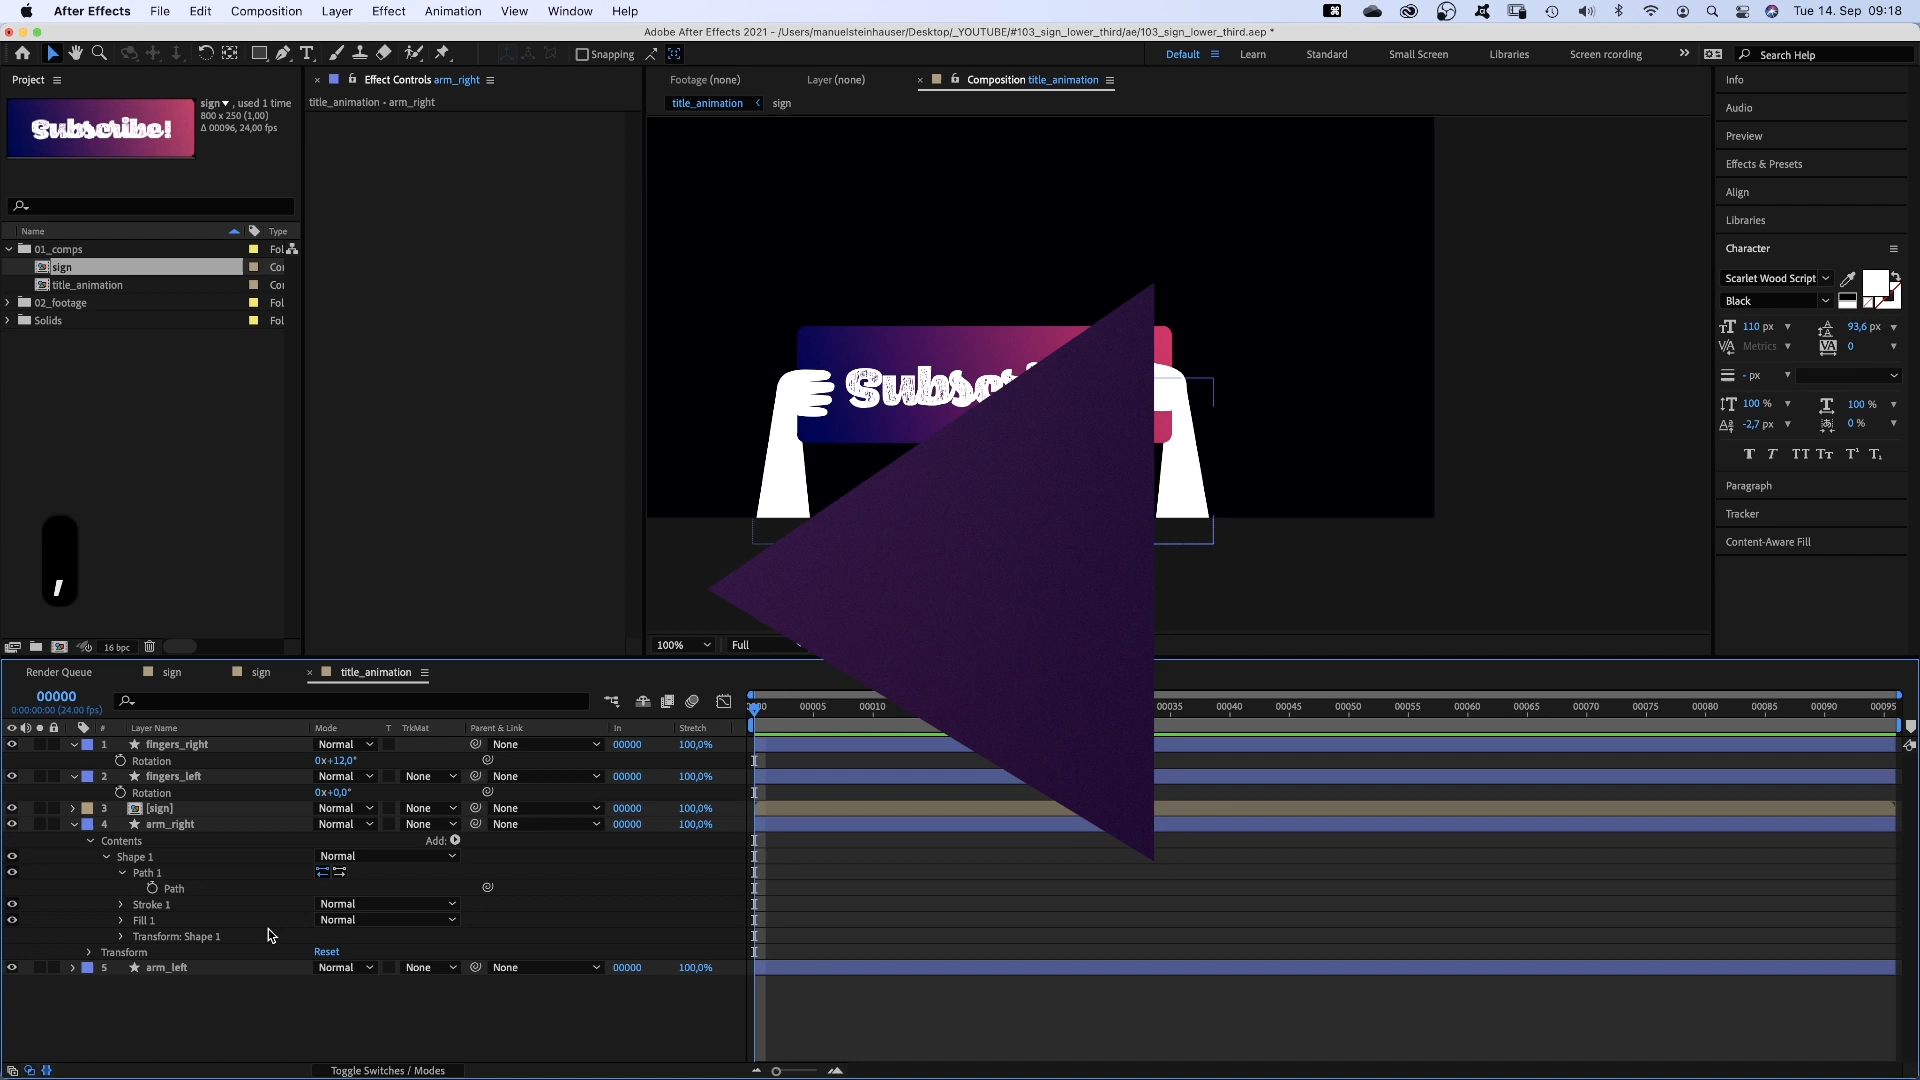 After Effects File Edit Composition Layer Effect Animation View Window Help Tue 14. Sep 09:18
Adobe After Effects 2021 - /Users/manuelsteinhauser/Desktop/_YOUTUBE/#103_sign_lower_third/ae/103_sign_lower_third.aep *
Snapping Default Learn Standard Small Screen Libraries Screen rcording Search Help
Project Effect Controls arm_right Footage (none) Layer (none) Composition title_animation Info
title_animation - arm_right title_animation sign
sign , used 1 time
800 x 250 (1,00)
Δ 00096, 24,00 fps
Subscribe!
Audio
Preview
Effects & Presets
Align
Libraries
Character
Scarlet Wood Script
Black
110 px 93,6 px
Metrics 0
- px
100 % 100 %
-2,7 px 0 %
T T TT Tт T¹ T₁
Paragraph
Tracker
Content-Aware Fill
Name Type
01_comps Fol
sign Co
title_animation Co
02_footage Fol
Solids Fol
,
16 bpc
100% Full
Render Queue sign sign title_animation
00000
0:00:00:00 (24.00 fps)
00005 00010 00035 00040 00045 00050 00055 00060 00065 00070 00075 00080 00085 00090 00095
# Layer Name Mode T TrkMat Parent & Link In Stretch
1 fingers_right Normal None 00000 100,0%
Rotation 0x+12,0°
2 fingers_left Normal None None 00000 100,0%
Rotation 0x+0,0°
3 [sign] Normal None None 00000 100,0%
4 arm_right Normal None None 00000 100,0%
Contents Add:
Shape 1 Normal
Path 1
Path
Stroke 1 Normal
Fill 1 Normal
Transform: Shape 1
Transform Reset
5 arm_left Normal None None 00000 100,0%
Toggle Switches / Modes